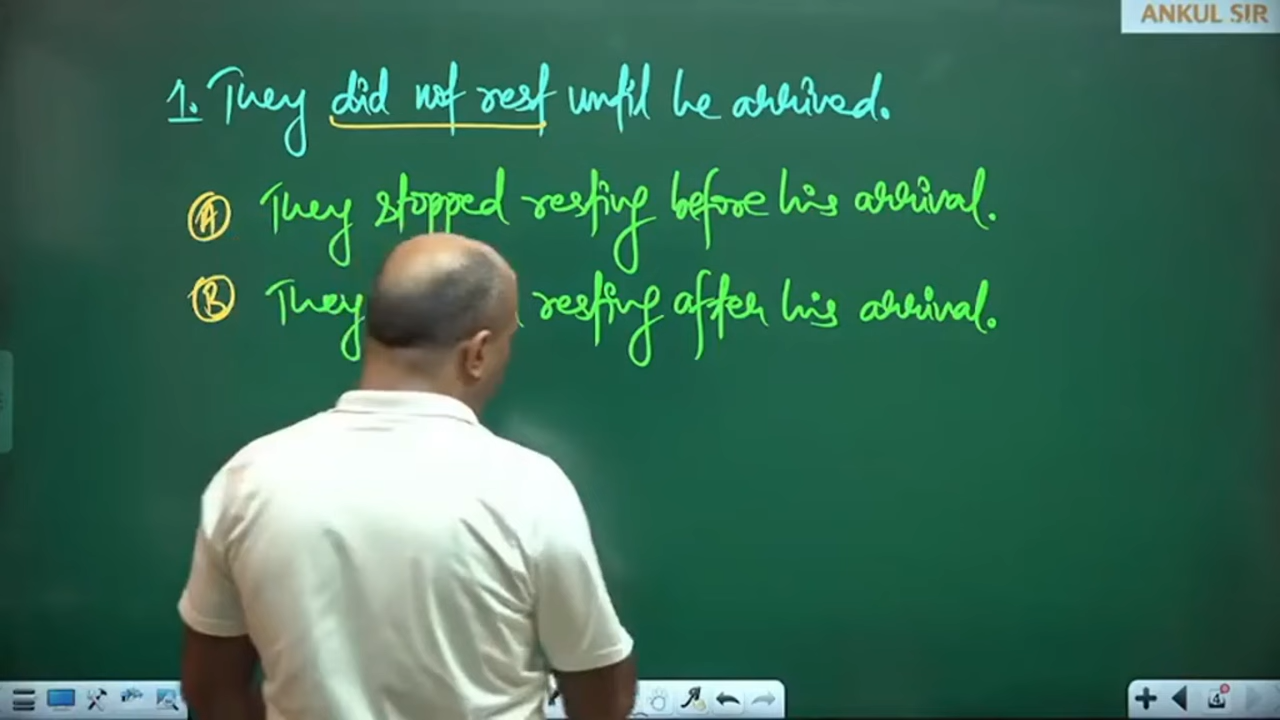 ANKUL SIR
1. They did not rest until he arrived.
A They stopped resting before his arrival.
B They resting after his arrival.